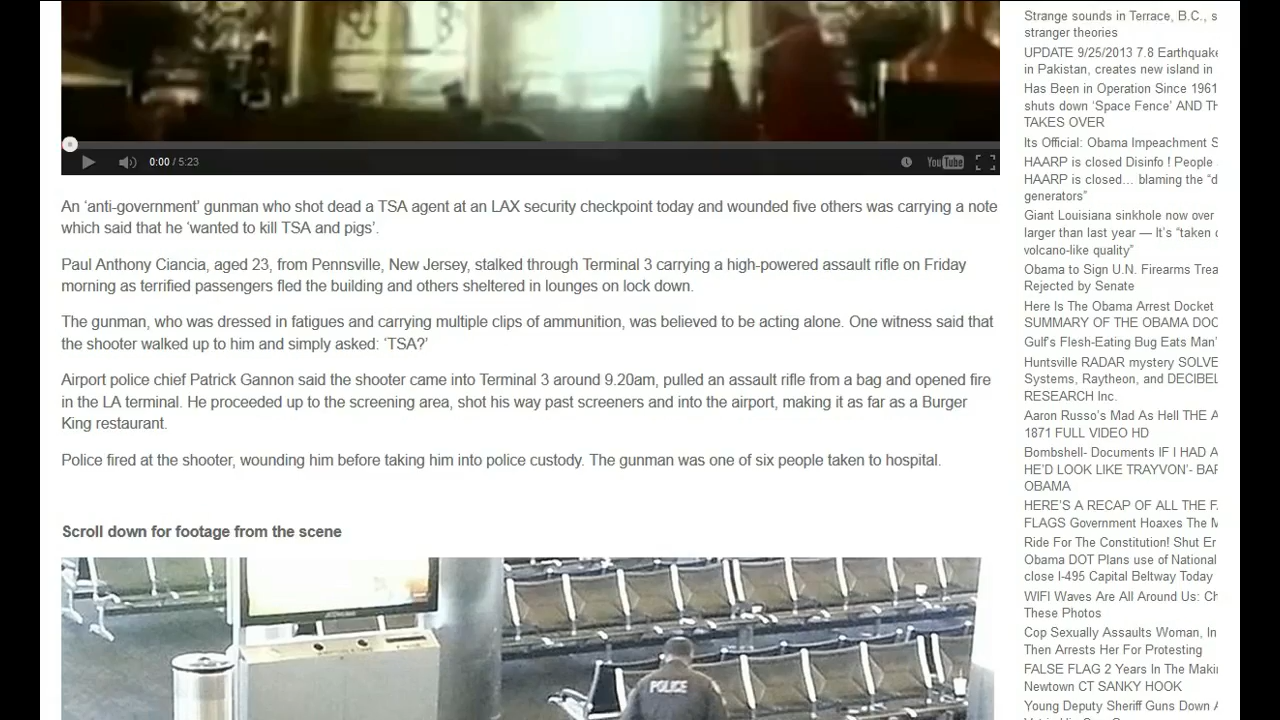 0:00 / 5:23
YouTube
An ‘anti-government’ gunman who shot dead a TSA agent at an LAX security checkpoint today and wounded five others was carrying a note
which said that he ‘wanted to kill TSA and pigs’.
Paul Anthony Ciancia, aged 23, from Pennsville, New Jersey, stalked through Terminal 3 carrying a high-powered assault rifle on Friday
morning as terrified passengers fled the building and others sheltered in lounges on lock down.
The gunman, who was dressed in fatigues and carrying multiple clips of ammunition, was believed to be acting alone. One witness said that
the shooter walked up to him and simply asked: ‘TSA?’
Airport police chief Patrick Gannon said the shooter came into Terminal 3 around 9.20am, pulled an assault rifle from a bag and opened fire
in the LA terminal. He proceeded up to the screening area, shot his way past screeners and into the airport, making it as far as a Burger
King restaurant.
Police fired at the shooter, wounding him before taking him into police custody. The gunman was one of six people taken to hospital.
Scroll down for footage from the scene
POLICE
Strange sounds in Terrace, B.C., s
stranger theories
UPDATE 9/25/2013 7.8 Earthquake
in Pakistan, creates new island in
Has Been in Operation Since 1961
shuts down ‘Space Fence’ AND TH
TAKES OVER
Its Official: Obama Impeachment S
HAARP is closed Disinfo ! People
HAARP is closed… blaming the “d
generators”
Giant Louisiana sinkhole now over
larger than last year — It’s “taken o
volcano-like quality”
Obama to Sign U.N. Firearms Trea
Rejected by Senate
Here Is The Obama Arrest Docket
SUMMARY OF THE OBAMA DOC
Gulf’s Flesh-Eating Bug Eats Man’
Huntsville RADAR mystery SOLVE
Systems, Raytheon, and DECIBEL
RESEARCH Inc.
Aaron Russo’s Mad As Hell THE A
1871 FULL VIDEO HD
Bombshell- Documents IF I HAD A
HE’D LOOK LIKE TRAYVON’- BAR
OBAMA
HERE’S A RECAP OF ALL THE F
FLAGS Government Hoaxes The M
Ride For The Constitution! Shut Er
Obama DOT Plans use of National
close I-495 Capital Beltway Today
WIFI Waves Are All Around Us: Ch
These Photos
Cop Sexually Assaults Woman, In
Then Arrests Her For Protesting
FALSE FLAG 2 Years In The Makin
Newtown CT SANKY HOOK
Young Deputy Sheriff Guns Down A